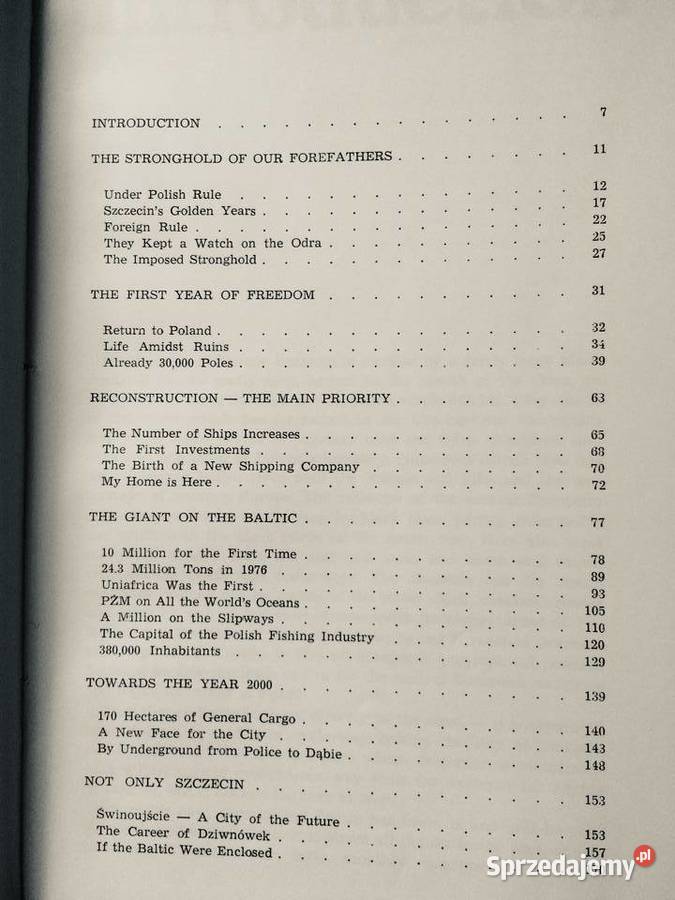 INTRODUCTION . . . . . . . . . . . . . . . . 7
THE STRONGHOLD OF OUR FOREFATHERS . . . . . . . . 11
Under Polish Rule . . . . . . . . . . . . . . . . 12
Szczecin's Golden Years . . . . . . . . . . . . . . 17
Foreign Rule . . . . . . . . . . . . . . . . . 22
They Kept a Watch on the Odra . . . . . . . . . . . 25
The Imposed Stronghold . . . . . . . . . . . . . . 27
THE FIRST YEAR OF FREEDOM . . . . . . . . . . . 31
Return to Poland . . . . . . . . . . . . . . . . 32
Life Amidst Ruins . . . . . . . . . . . . . . . 34
Already 30,000 Poles . . . . . . . . . . . . . . . 39
RECONSTRUCTION — THE MAIN PRIORITY . . . . . . . . 63
The Number of Ships Increases . . . . . . . . . . . . 65
The First Investments . . . . . . . . . . . . . . 68
The Birth of a New Shipping Company . . . . . . . . . 70
My Home is Here . . . . . . . . . . . . . . . . 72
THE GIANT ON THE BALTIC . . . . . . . . . . . . 77
10 Million for the First Time . . . . . . . . . . . . 78
24.3 Million Tons in 1976 . . . . . . . . . . . . . 89
Uniafrica Was the First . . . . . . . . . . . . . . 93
PŻM on All the World's Oceans . . . . . . . . . . . . 105
A Million on the Slipways . . . . . . . . . . . . . 110
The Capital of the Polish Fishing Industry . . . . . . . . 120
380,000 Inhabitants . . . . . . . . . . . . . . . 129
TOWARDS THE YEAR 2000 . . . . . . . . . . . . . 139
170 Hectares of General Cargo . . . . . . . . . . . . 140
A New Face for the City . . . . . . . . . . . . . 143
By Underground from Police to Dąbie . . . . . . . . . . 148
NOT ONLY SZCZECIN . . . . . . . . . . . . . . 153
Świnoujście — A City of the Future . . . . . . . . . . 153
The Career of Dziwnówek . . . . . . . . . . . . . 157
If the Baltic Were Enclosed . . . . . . . . . . . . .
Sprzedajemy.pl